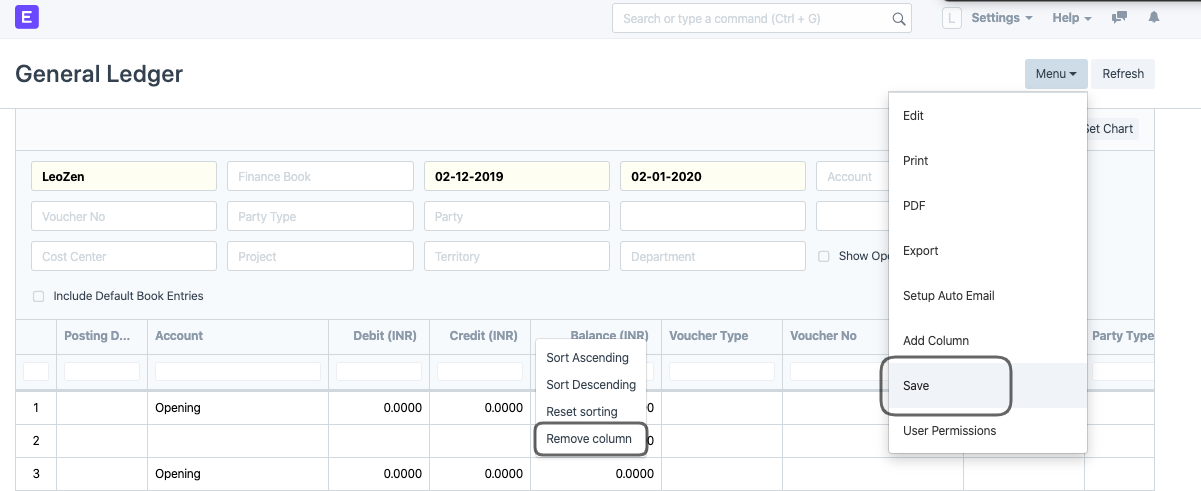 E
Search or type a command (Ctrl + G)
L
Settings
Help
General Ledger
Menu
Refresh
Edit
Set Chart
Print
LeoZen
Finance Book
02-12-2019
02-01-2020
Account
PDF
Voucher No
Party Type
Party
Export
Cost Center
Project
Territory
Department
Show Ope
Setup Auto Email
Include Default Book Entries
Add Column
Posting D...
Account
Debit (INR)
Credit (INR)
Balance (INR)
Voucher Type
Voucher No
Party Type
Sort Ascending
Sort Descending
Reset sorting
Remove column
Save
User Permissions
1
Opening
0.0000
0.0000
0
2
0
3
Opening
0.0000
0.0000
0.0000